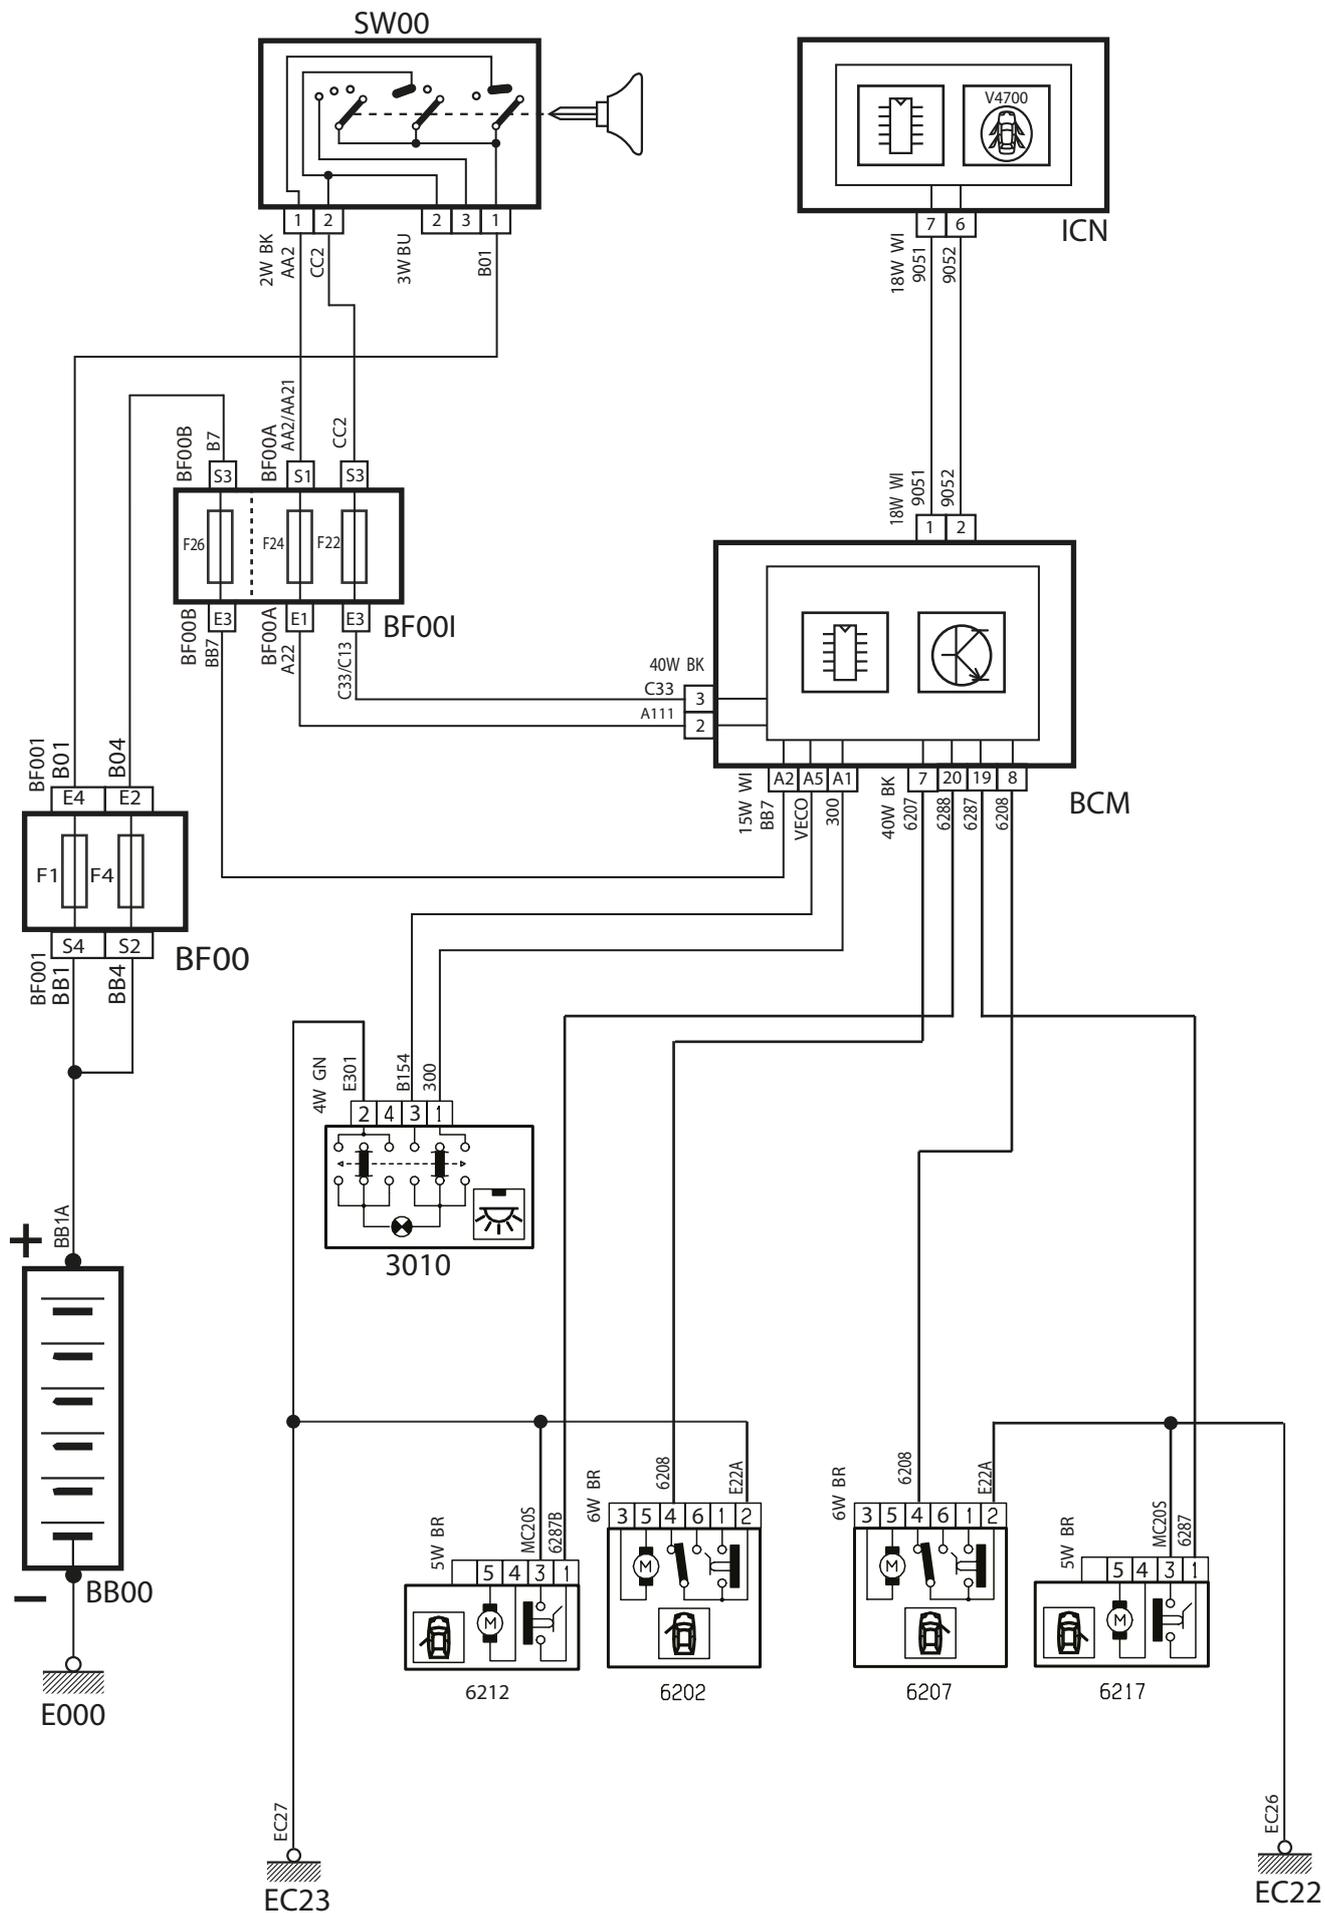 SW00
V4700
1 2 2 3 1
2W BK AA2 CC2 3W BU B01
7 6
ICN
18W WI 9051 9052
BF00B B7 BF00A AA2/AA21 CC2
S3 S1 S3
F26 F24 F22
E3 E1 E3
BF00I
BF00B BB7 BF00A A22 C33/C13
18W WI 9051 9052
1 2
40W BK
C33 3
A111 2
A2 A5 A1 7 20 19 8
BCM
15W WI BB7 VECO 300 40W BK 6207 6288 6287 6208
BF001 B01 B04
E4 E2
F1 F4
S4 S2
BF00
BF001 BB1 BB4
4W GN E301 B154 300
2 4 3 1
3010
BB1A
+
−
BB00
E000
5W BR MC20S 6287B
5 4 3 1
M
6212
6W BR 6208 E22A
3 5 4 6 1 2
M
6202
6W BR 6208 E22A
3 5 4 6 1 2
M
6207
5W BR MC20S 6287
5 4 3 1
M
6217
EC27
EC23
EC26
EC22